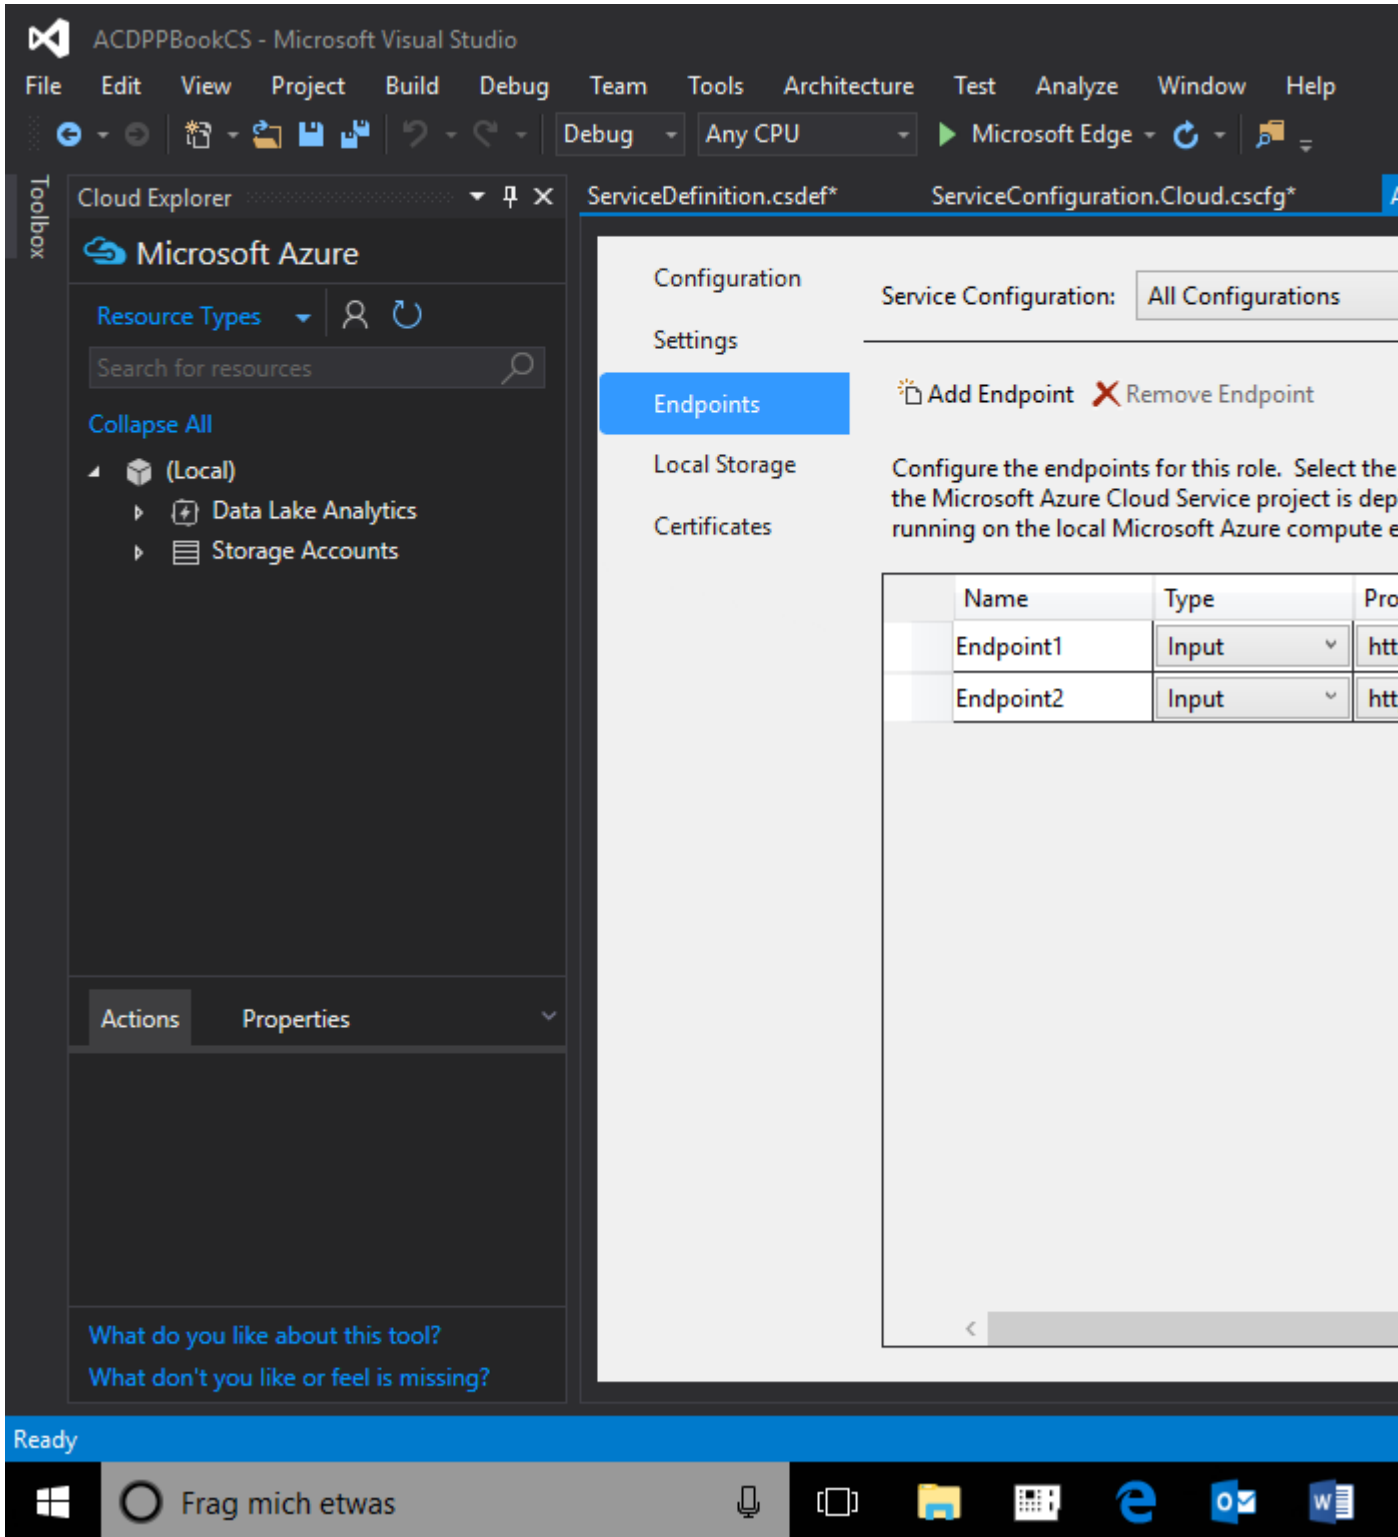 ACDPPBookCS - Microsoft Visual Studio
File Edit View Project Build Debug Team Tools Architecture Test Analyze Window Help
Debug Any CPU Microsoft Edge
Toolbox
Cloud Explorer
ServiceDefinition.csdef* ServiceConfiguration.Cloud.cscfg* A
Microsoft Azure
Resource Types
Search for resources
Collapse All
(Local)
Data Lake Analytics
Storage Accounts
Actions Properties
What do you like about this tool?
What don't you like or feel is missing?
Configuration
Settings
Endpoints
Local Storage
Certificates
Service Configuration: All Configurations
Add Endpoint Remove Endpoint
Configure the endpoints for this role. Select the
the Microsoft Azure Cloud Service project is dep
running on the local Microsoft Azure compute e
Name Type Pro
Endpoint1 Input htt
Endpoint2 Input htt
Ready
Frag mich etwas